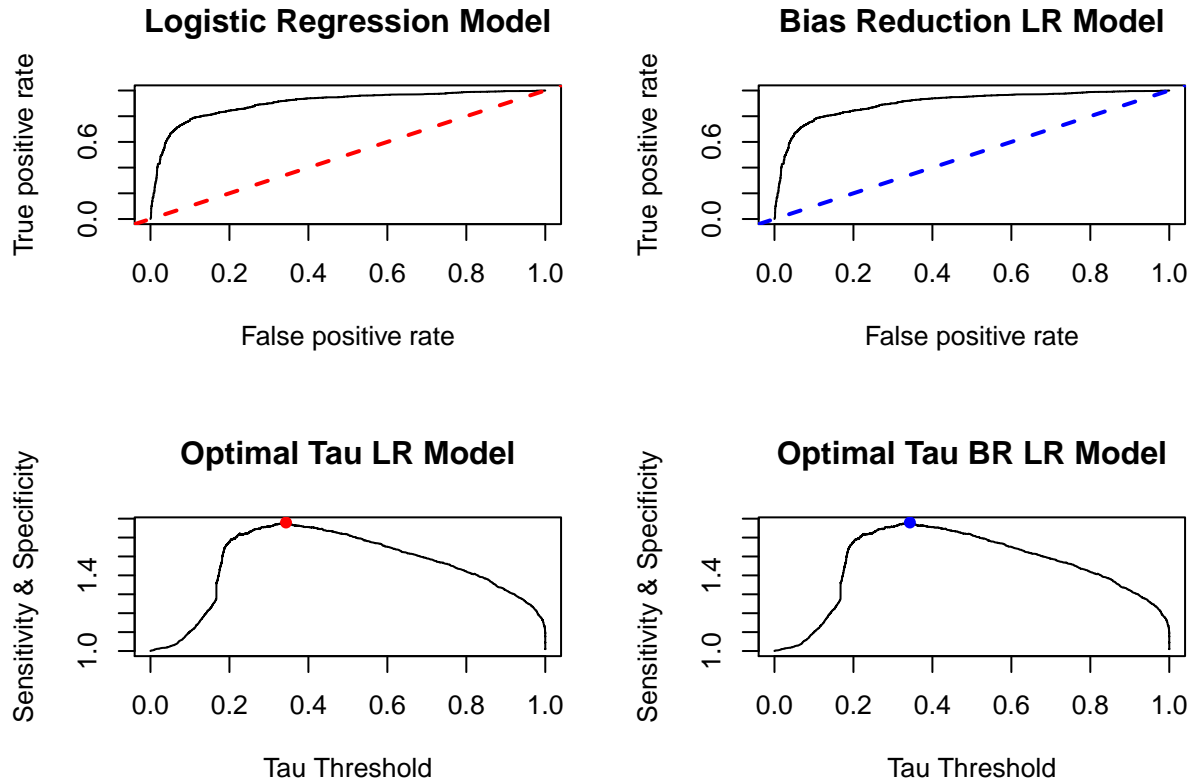 Logistic Regression Model
True positive rate
0.0 0.6
0.0 0.2 0.4 0.6 0.8 1.0
False positive rate
Bias Reduction LR Model
True positive rate
0.0 0.6
0.0 0.2 0.4 0.6 0.8 1.0
False positive rate
Optimal Tau LR Model
Sensitivity & Specificity
1.0 1.4
0.0 0.2 0.4 0.6 0.8 1.0
Tau Threshold
Optimal Tau BR LR Model
Sensitivity & Specificity
1.0 1.4
0.0 0.2 0.4 0.6 0.8 1.0
Tau Threshold